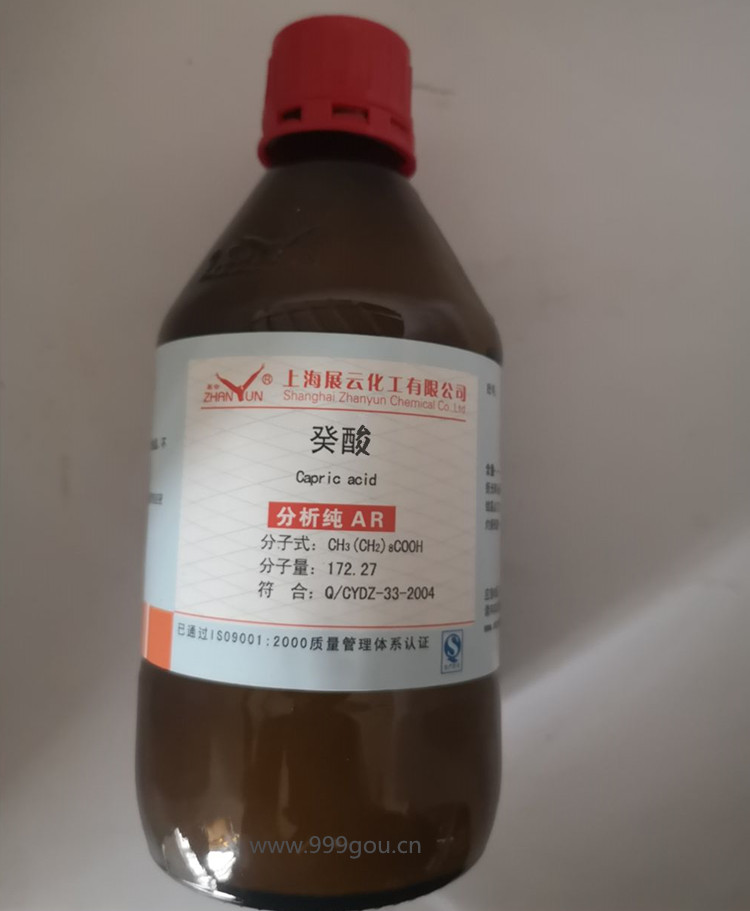 ZHANYUN®
上海展云化工有限公司
Shanghai Zhanyun Chemical Co.,Ltd
癸酸
Capric acid
分析纯 AR
分子式: CH₃(CH₂)₈COOH
分子量: 172.27
符 合: Q/CYDZ-33-2004
已通过ISO9001:2000质量管理体系认证
www.999gou.cn